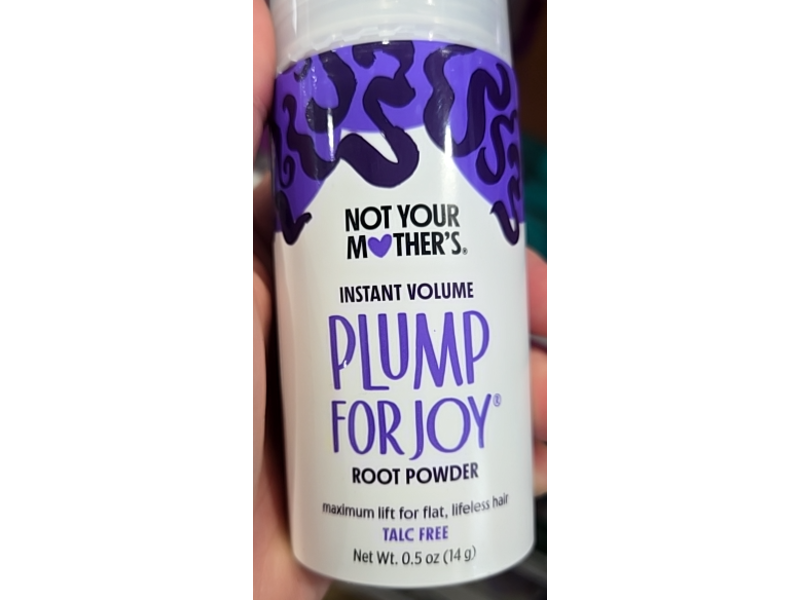 NOT YOUR
MOTHER'S®
INSTANT VOLUME
PLUMP
FOR JOY®
ROOT POWDER
maximum lift for flat, lifeless hair
TALC FREE
Net Wt. 0.5 oz (14 g)